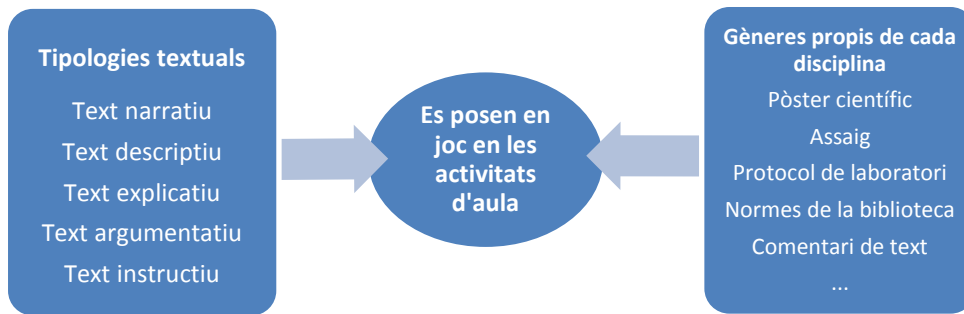 Tipologies textuals
Text narratiu
Text descriptiu
Text explicatiu
Text argumentatiu
Text instructiu
Es posen en
joc en les
activitats
d'aula
Gèneres propis de cada
disciplina
Pòster científic
Assaig
Protocol de laboratori
Normes de la biblioteca
Comentari de text
...